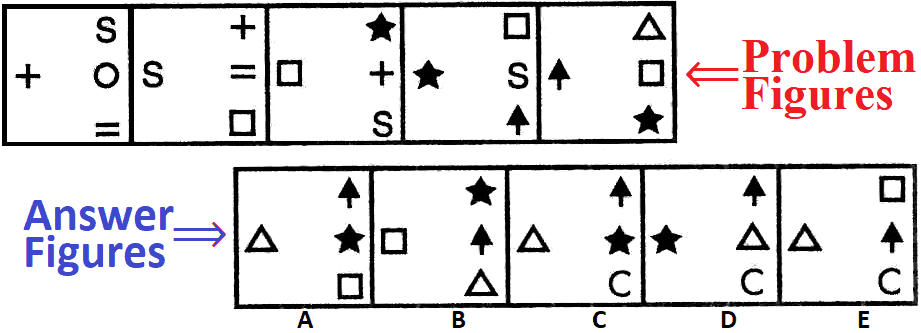 S +
+ O S = + S
= S
Problem
Figures
Answer
Figures
C C C
A B C D E